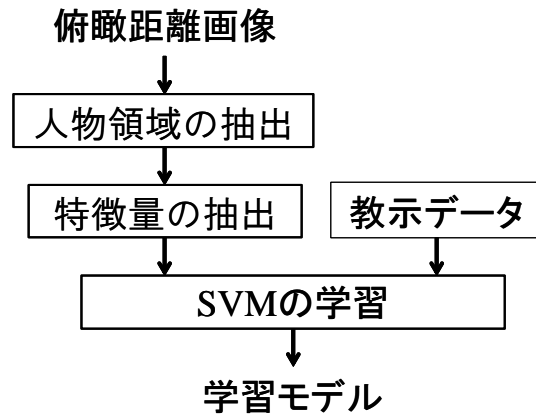 俯瞰距離画像
人物領域の抽出
特徴量の抽出
教示データ
SVMの学習
学習モデル